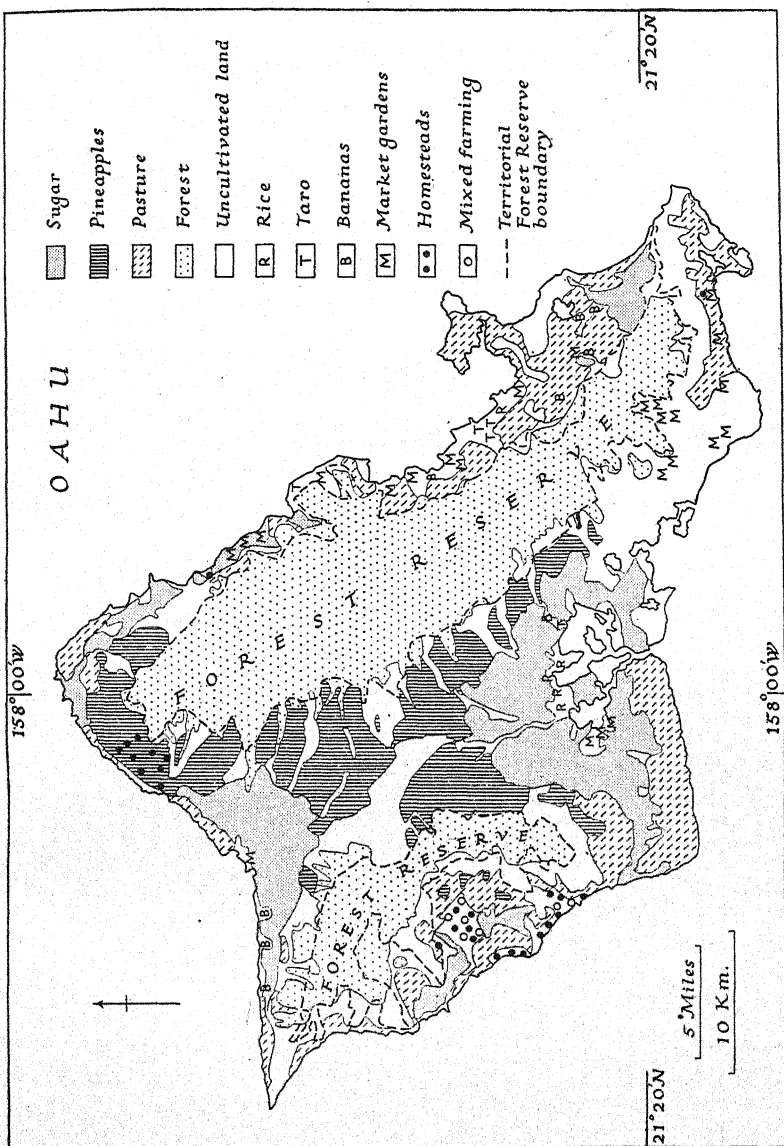 OAHU
158°00'W
Sugar
Pineapples
Pasture
Forest
Uncultivated land
R Rice
T Taro
B Bananas
M Market gardens
Homesteads
Mixed farming
Territorial
Forest Reserve
boundary
21°20'N
FOREST RESERVE
FOREST RESERVE
5 Miles
10 Km.
21°20'N
158°00'W